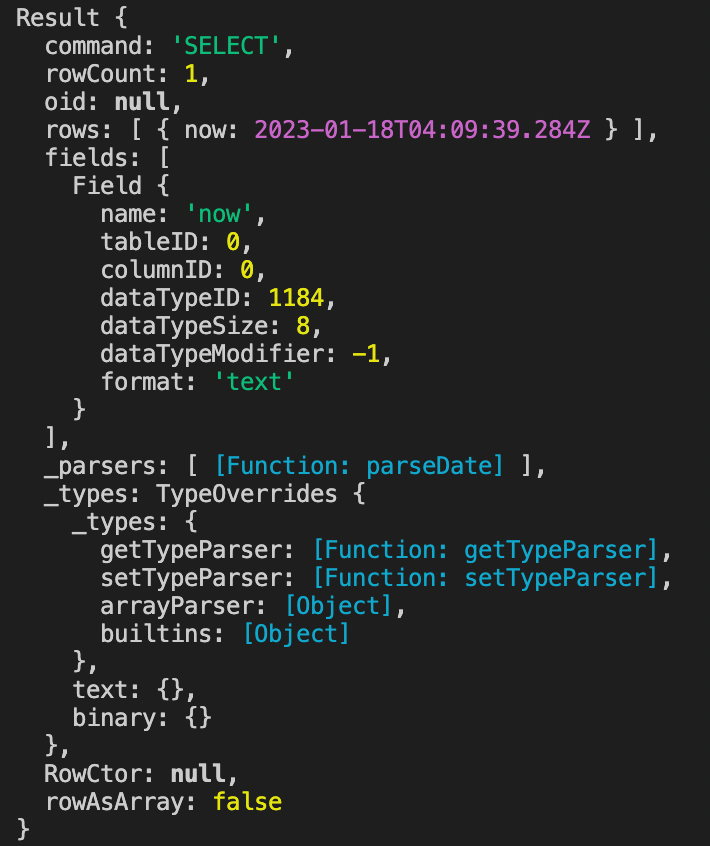 Result {
  command: 'SELECT',
  rowCount: 1,
  oid: null,
  rows: [ { now: 2023-01-18T04:09:39.284Z } ],
  fields: [
    Field {
      name: 'now',
      tableID: 0,
      columnID: 0,
      dataTypeID: 1184,
      dataTypeSize: 8,
      dataTypeModifier: -1,
      format: 'text'
    }
  ],
  _parsers: [ [Function: parseDate] ],
  _types: TypeOverrides {
    _types: {
      getTypeParser: [Function: getTypeParser],
      setTypeParser: [Function: setTypeParser],
      arrayParser: [Object],
      builtins: [Object]
    },
    text: {},
    binary: {}
  },
  RowCtor: null,
  rowAsArray: false
}